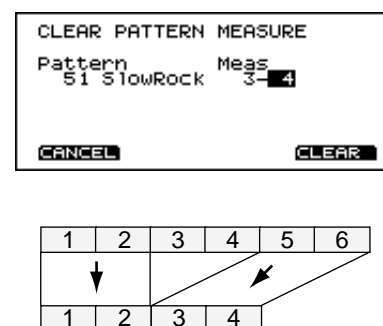 CLEAR PATTERN MEASURE
Pattern Meas
51 SlowRock 3- 4
CANCEL CLEAR
1 2 3 4 5 6
1 2 3 4